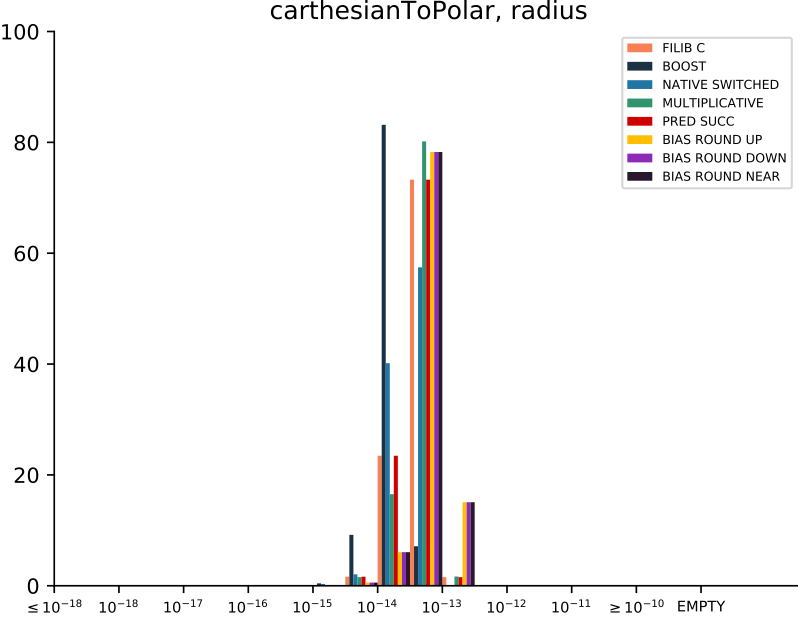 carthesianToPolar, radius
100
80
60
40
20
0
FILIB C
BOOST
NATIVE SWITCHED
MULTIPLICATIVE
PRED SUCC
BIAS ROUND UP
BIAS ROUND DOWN
BIAS ROUND NEAR
≤10⁻¹⁸ 10⁻¹⁸ 10⁻¹⁷ 10⁻¹⁶ 10⁻¹⁵ 10⁻¹⁴ 10⁻¹³ 10⁻¹² 10⁻¹¹ ≥10⁻¹⁰ EMPTY